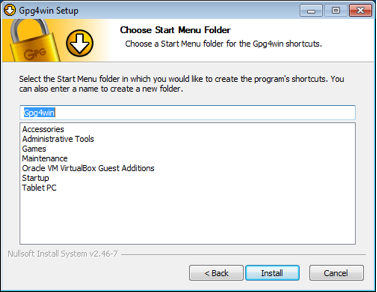 Gpg4win Setup
GPG
Choose Start Menu Folder
Choose a Start Menu folder for the Gpg4win shortcuts.
Select the Start Menu folder in which you would like to create the program's shortcuts. You
can also enter a name to create a new folder.
Gpg4win
Accessories
Administrative Tools
Games
Maintenance
Oracle VM VirtualBox Guest Additions
Startup
Tablet PC
Nullsoft Install System v2.46-7
< Back
Install
Cancel